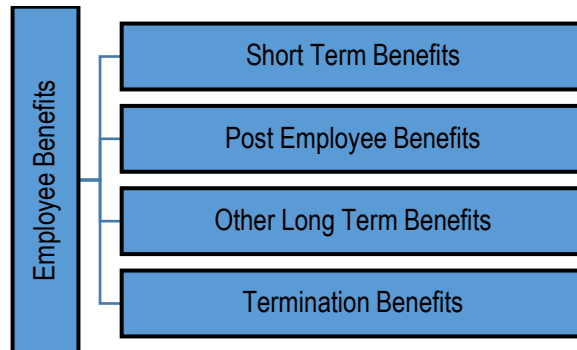 Employee Benefits
Short Term Benefits
Post Employee Benefits
Other Long Term Benefits
Termination Benefits